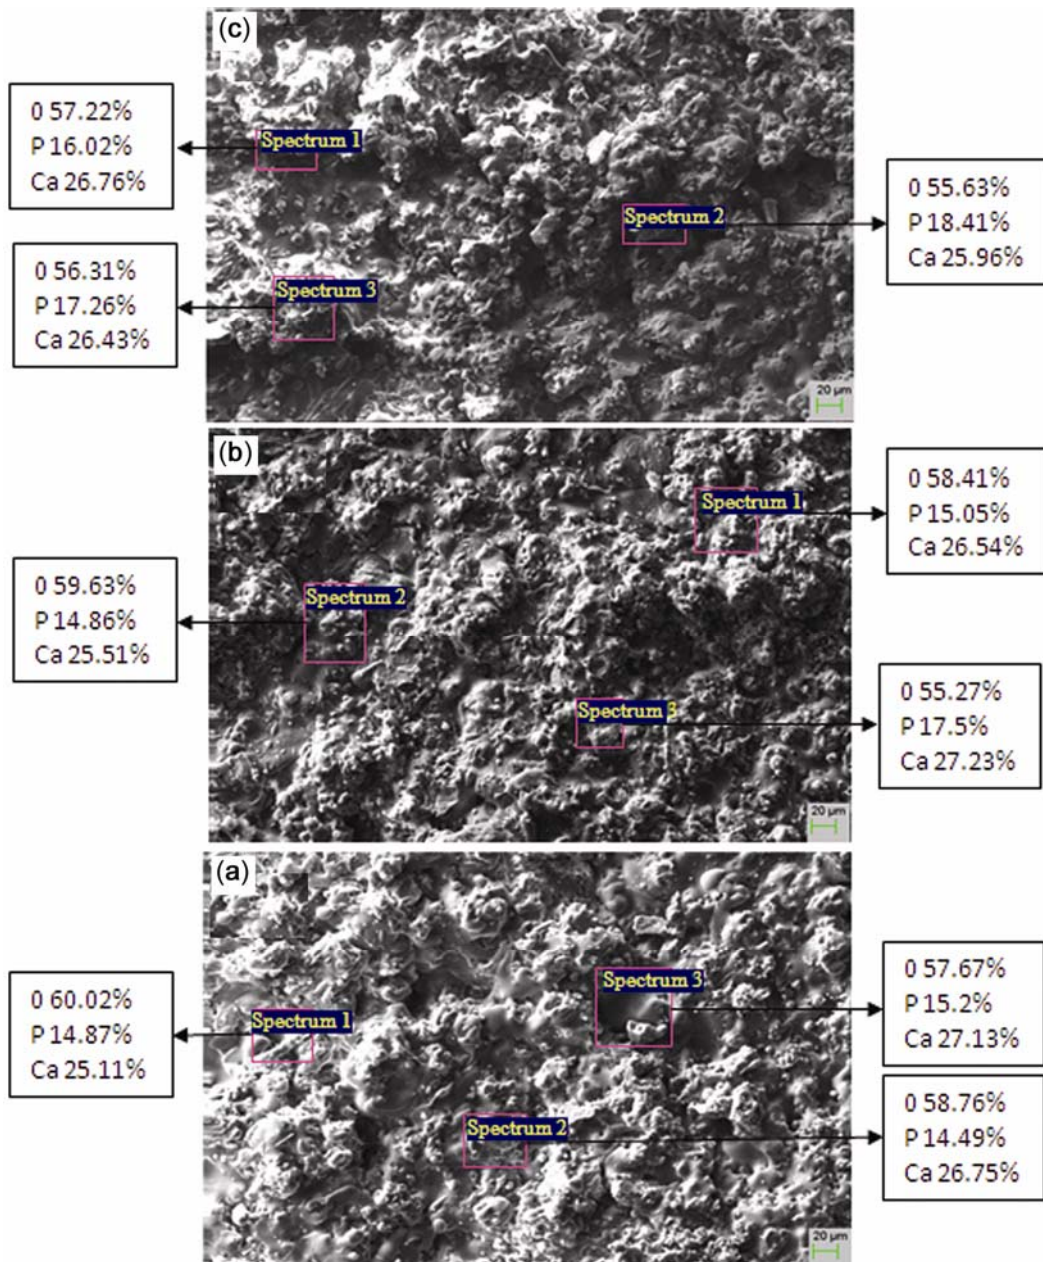 (c)
0 57.22%
P 16.02%
Ca 26.76%
Spectrum 1
Spectrum 2
0 55.63%
P 18.41%
Ca 25.96%
0 56.31%
P 17.26%
Ca 26.43%
Spectrum 3
20 µm
(b)
Spectrum 1
0 58.41%
P 15.05%
Ca 26.54%
0 59.63%
P 14.86%
Ca 25.51%
Spectrum 2
Spectrum 3
0 55.27%
P 17.5%
Ca 27.23%
20 µm
(a)
0 60.02%
P 14.87%
Ca 25.11%
Spectrum 1
Spectrum 3
0 57.67%
P 15.2%
Ca 27.13%
Spectrum 2
0 58.76%
P 14.49%
Ca 26.75%
20 µm